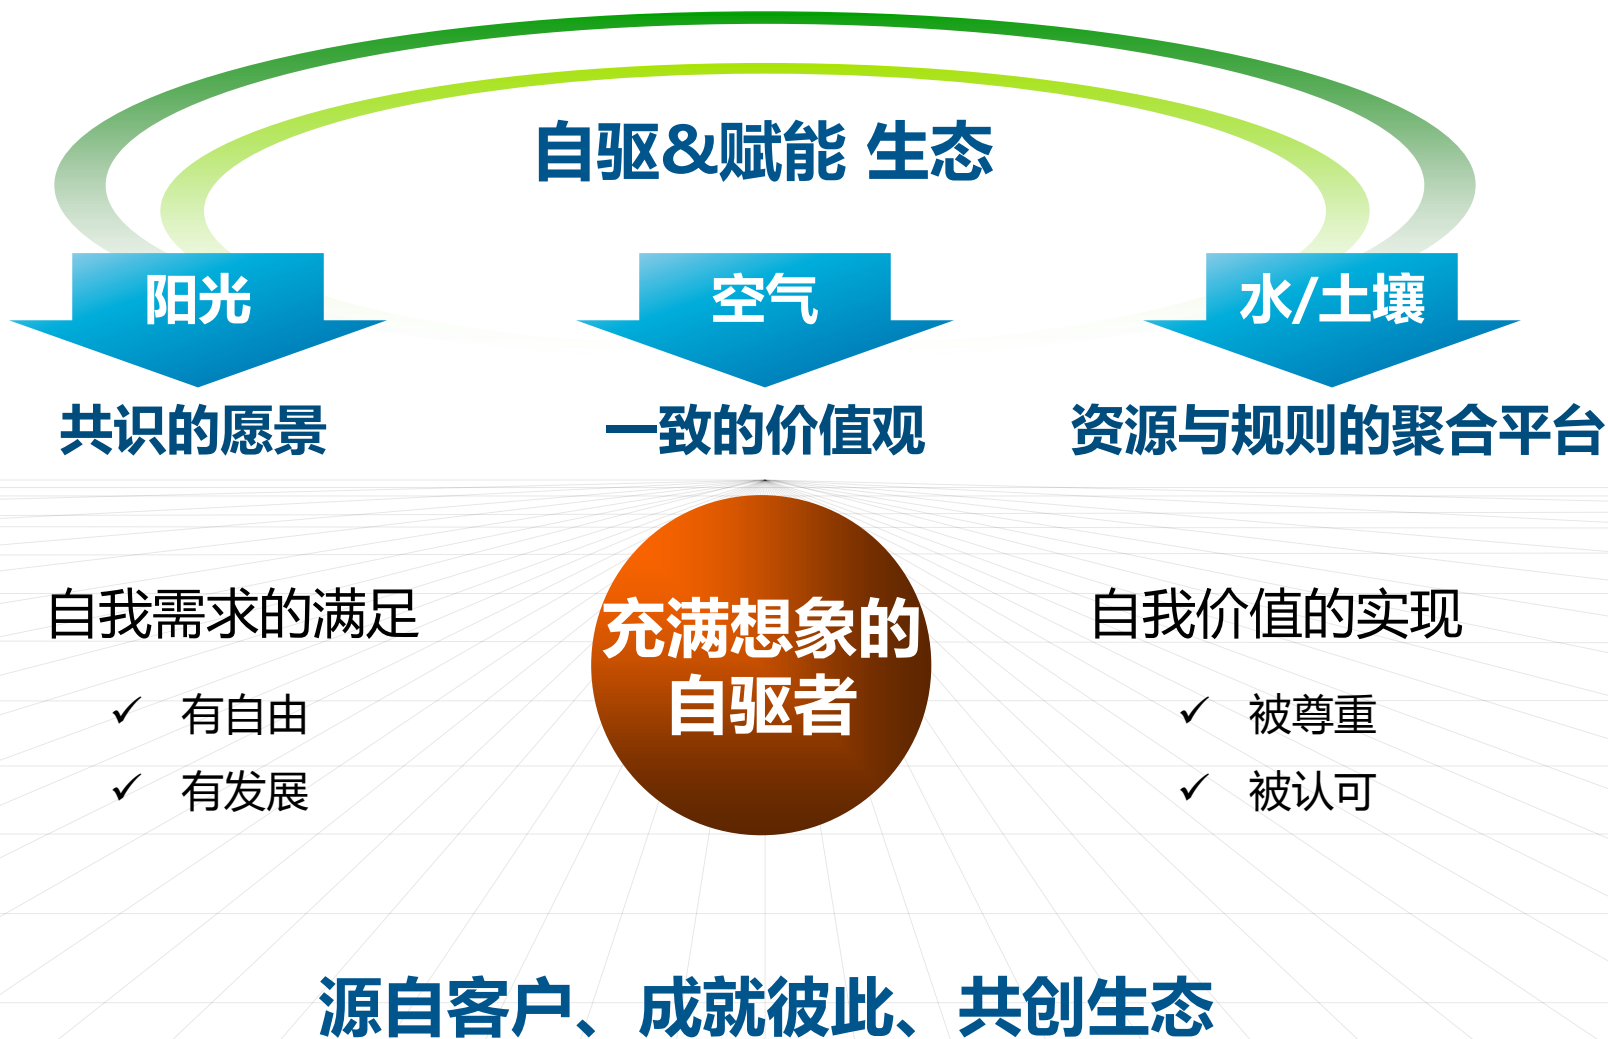 自驱&赋能 生态
阳光
空气
水/土壤
共识的愿景
一致的价值观
资源与规则的聚合平台
自我需求的满足
✓ 有自由
✓ 有发展
充满想象的
自驱者
自我价值的实现
✓ 被尊重
✓ 被认可
源自客户、成就彼此、共创生态